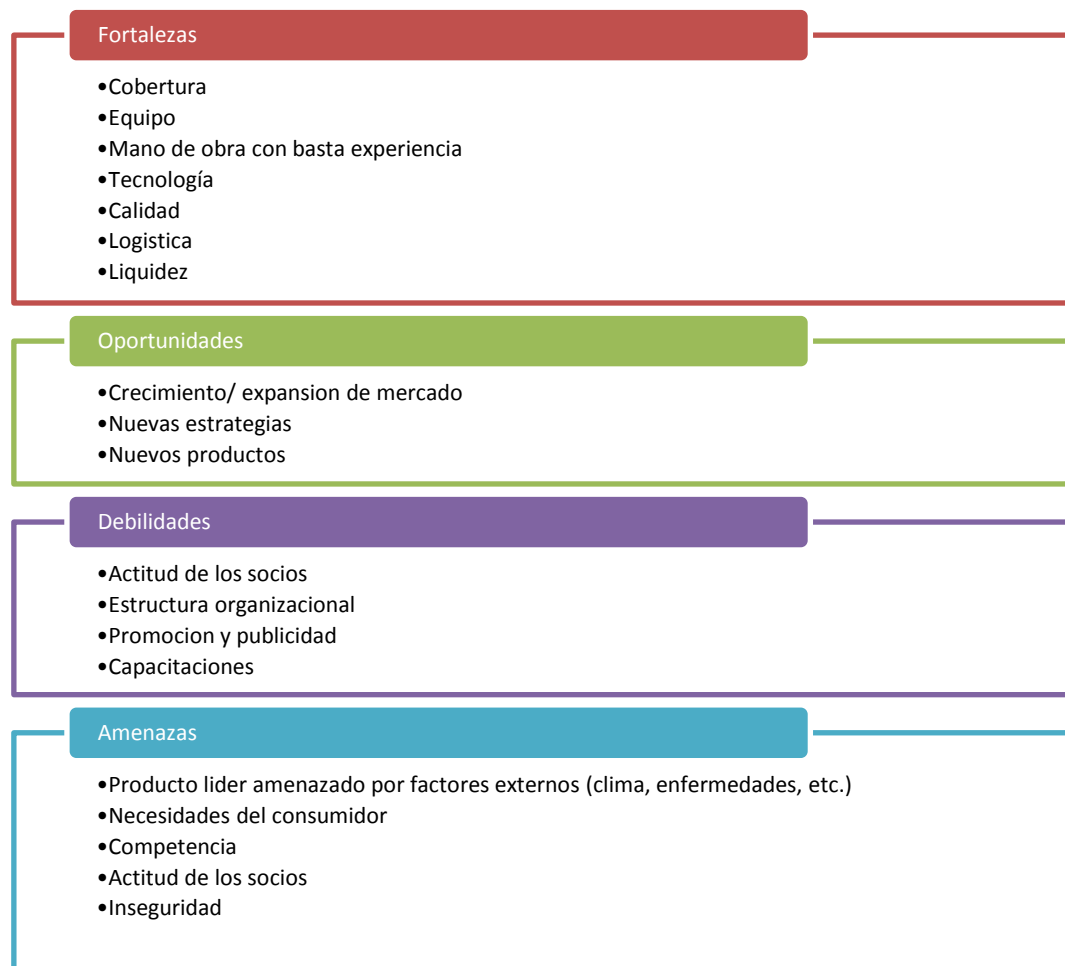 Fortalezas
•Cobertura
•Equipo
•Mano de obra con basta experiencia
•Tecnología
•Calidad
•Logistica
•Liquidez
Oportunidades
•Crecimiento/ expansion de mercado
•Nuevas estrategias
•Nuevos productos
Debilidades
•Actitud de los socios
•Estructura organizacional
•Promocion y publicidad
•Capacitaciones
Amenazas
•Producto lider amenazado por factores externos (clima, enfermedades, etc.)
•Necesidades del consumidor
•Competencia
•Actitud de los socios
•Inseguridad